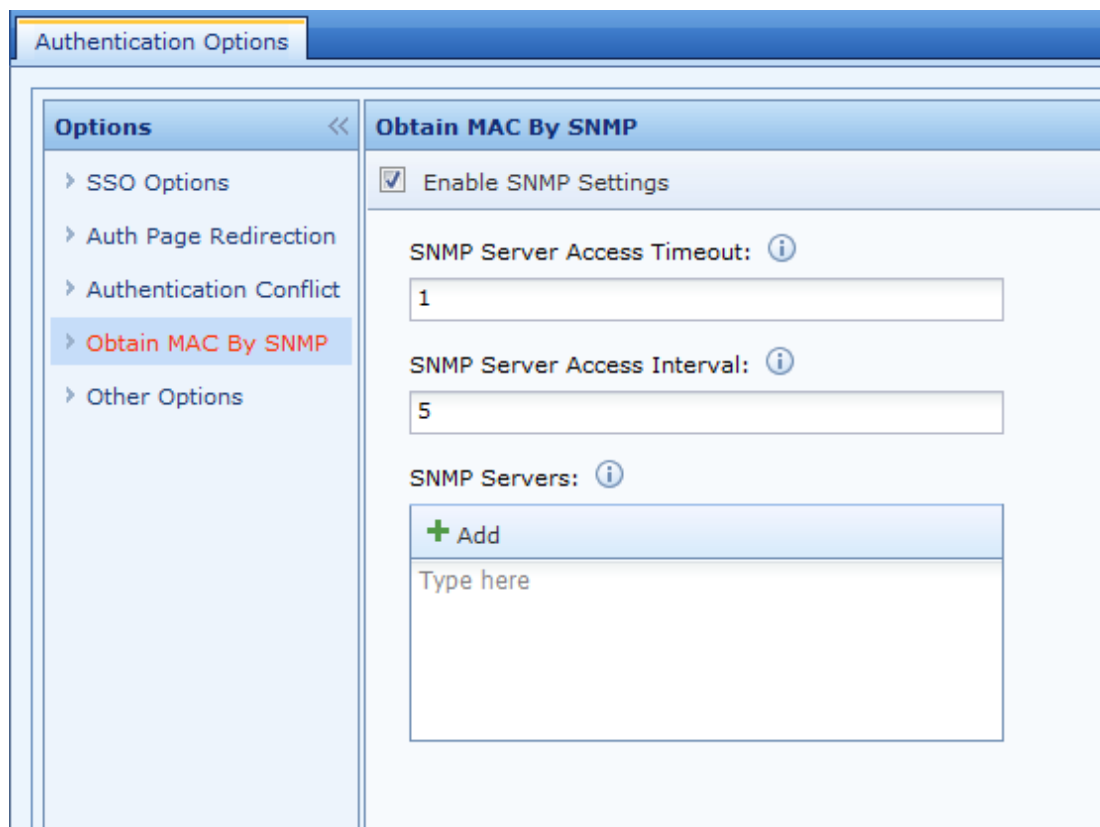 Authentication Options
Options
SSO Options
Auth Page Redirection
Authentication Conflict
Obtain MAC By SNMP
Other Options
Obtain MAC By SNMP
Enable SNMP Settings
SNMP Server Access Timeout:
1
SNMP Server Access Interval:
5
SNMP Servers:
Add
Type here